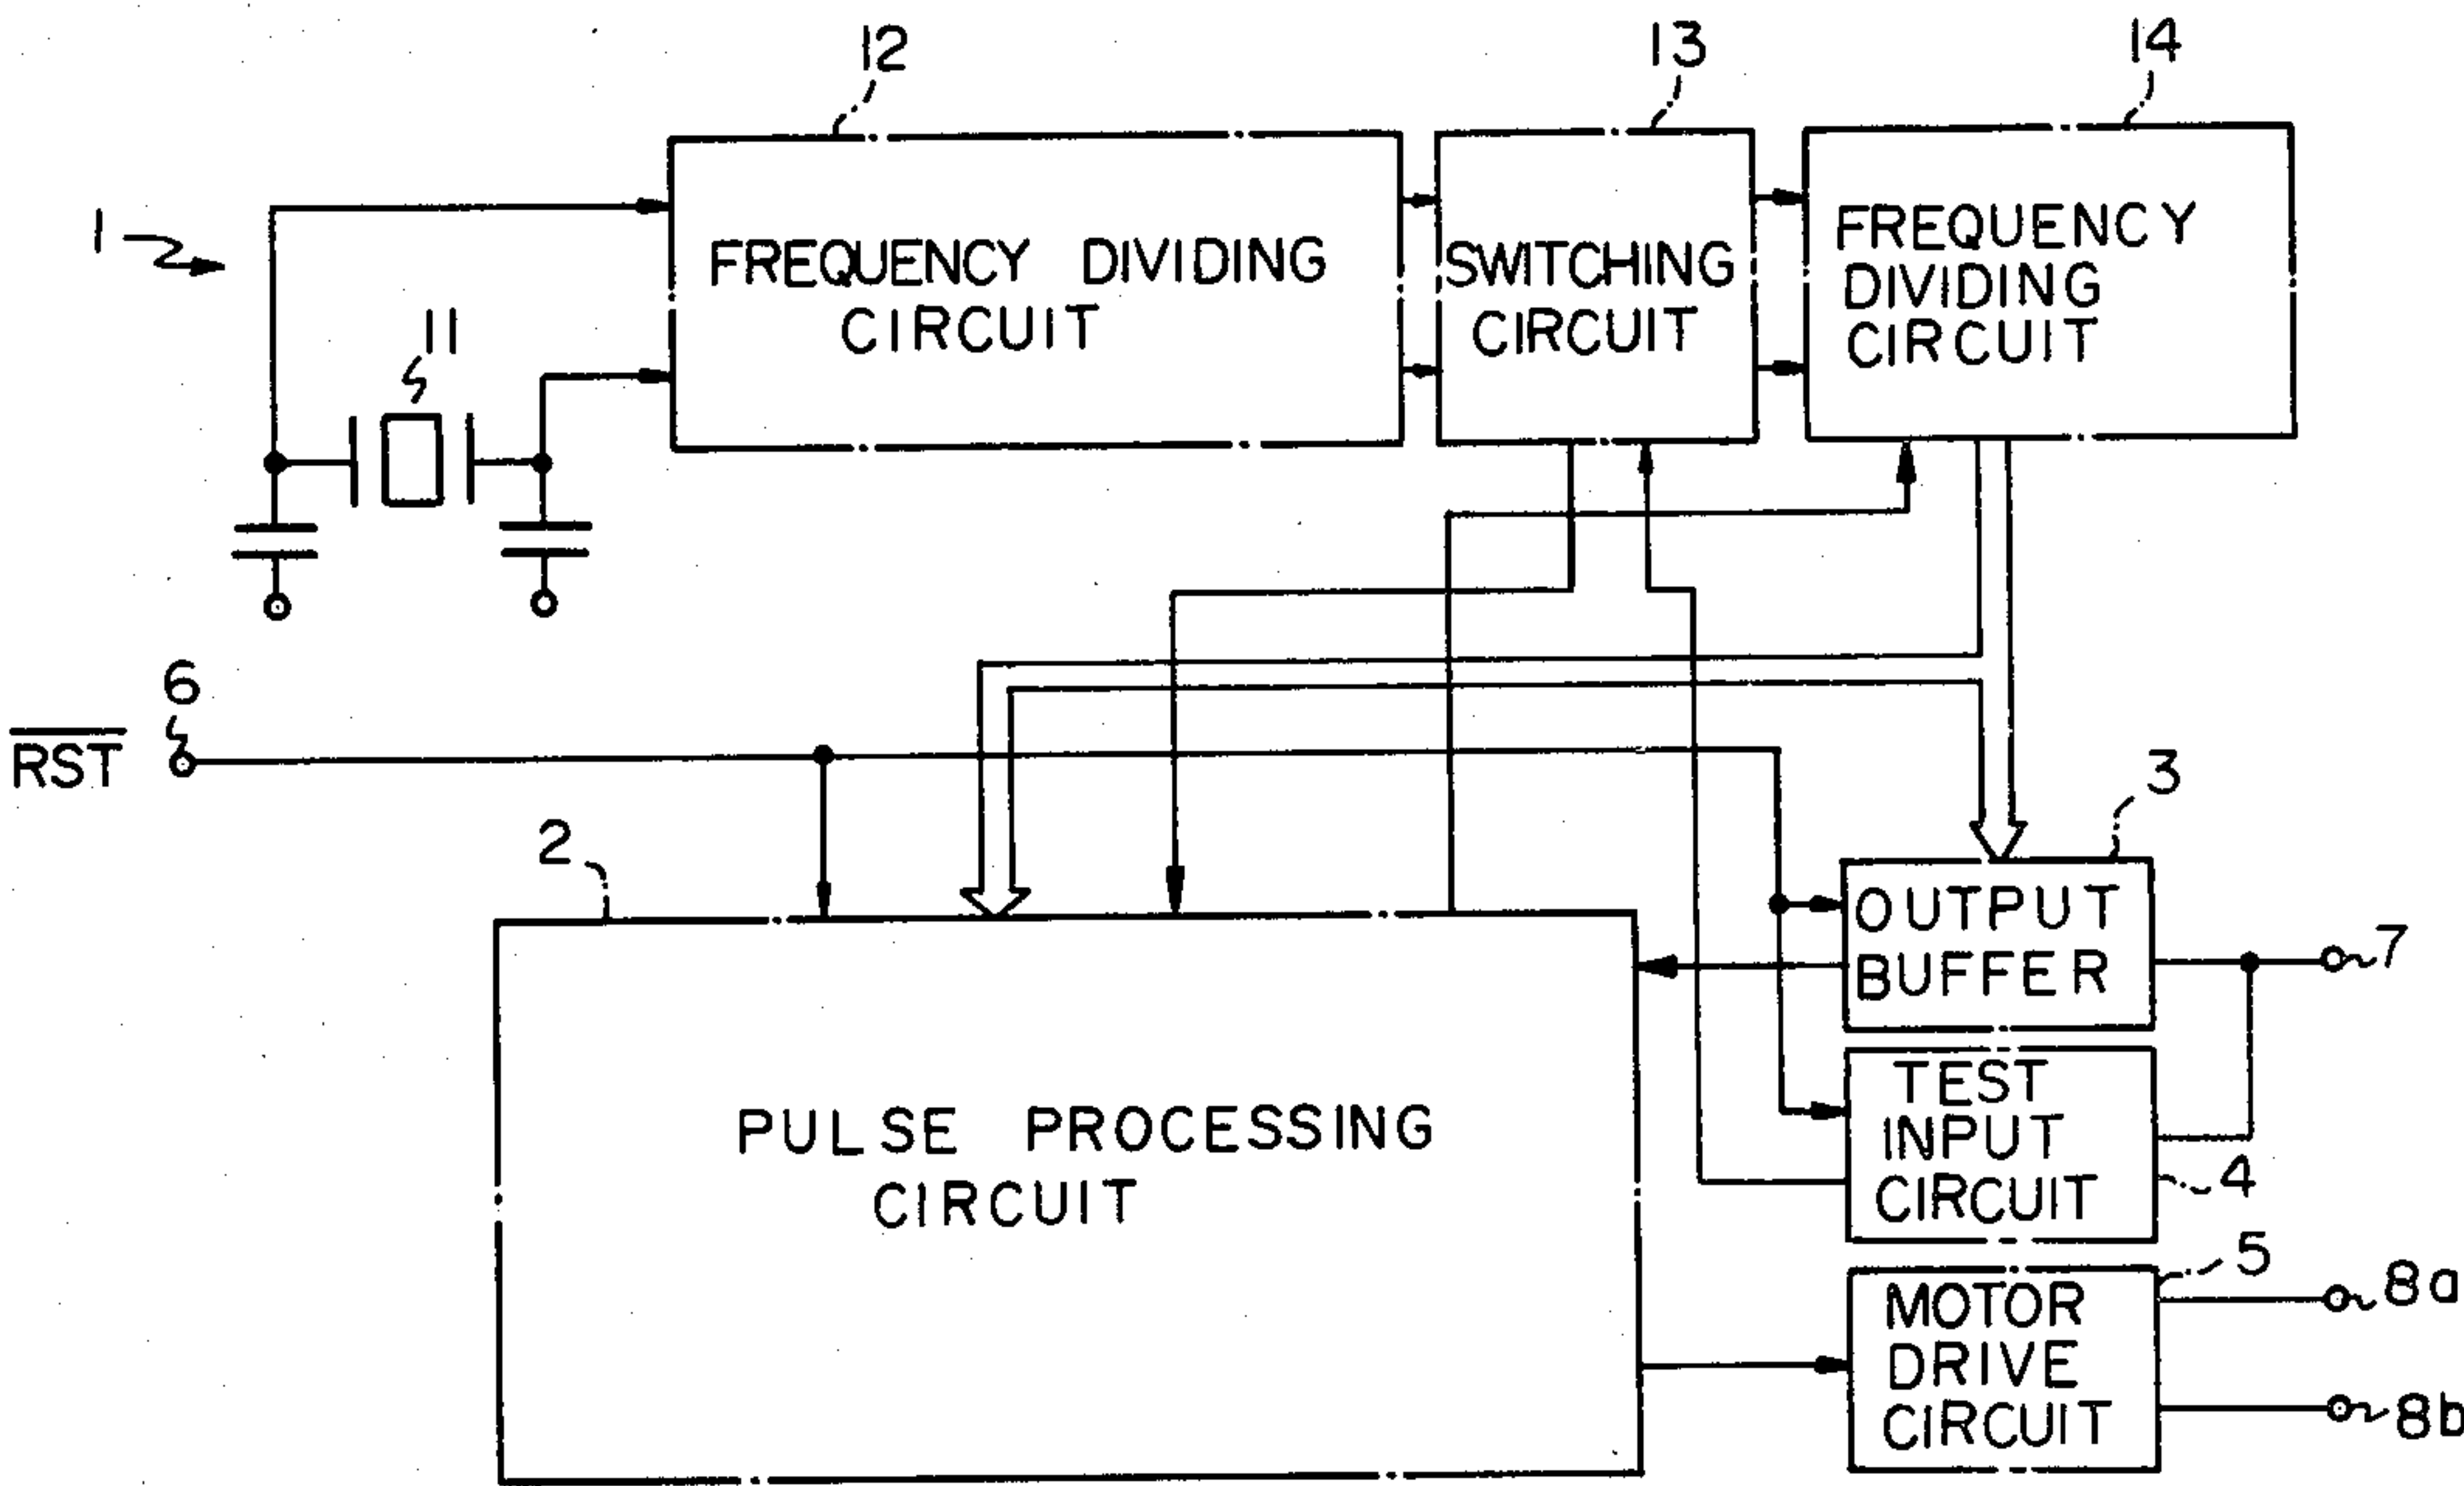 12
13
14
1
FREQUENCY DIVIDING
CIRCUIT
SWITCHING
CIRCUIT
FREQUENCY
DIVIDING
CIRCUIT
11
6
RST
2
3
OUTPUT
BUFFER
7
PULSE PROCESSING
CIRCUIT
TEST
INPUT
CIRCUIT
4
5
MOTOR
DRIVE
CIRCUIT
8a
8b